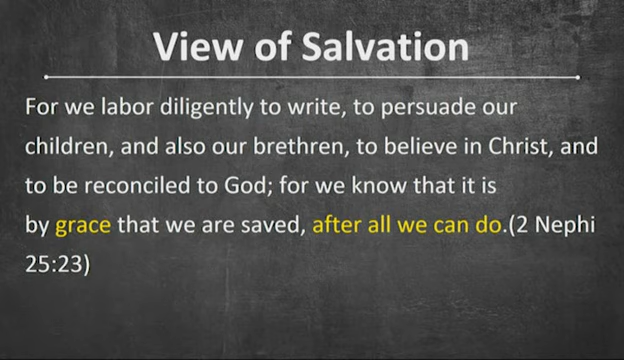 View of Salvation
For we labor diligently to write, to persuade our
children, and also our brethren, to believe in Christ, and
to be reconciled to God; for we know that it is
by grace that we are saved, after all we can do.(2 Nephi
25:23)